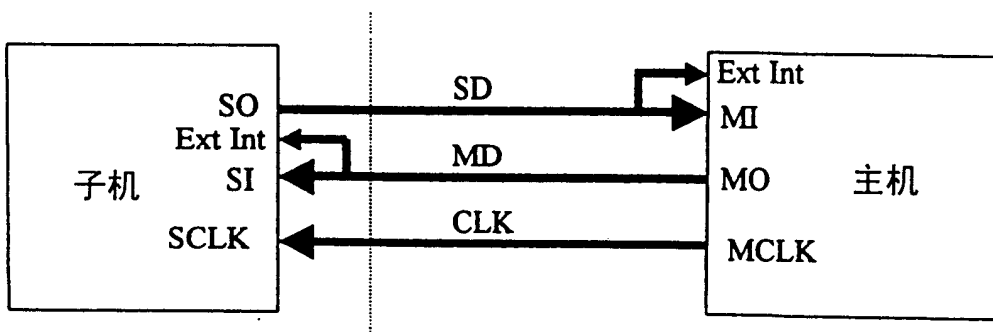 SO
Ext Int
SI
SCLK
子机
SD
MD
CLK
Ext Int
MI
MO
MCLK
主机